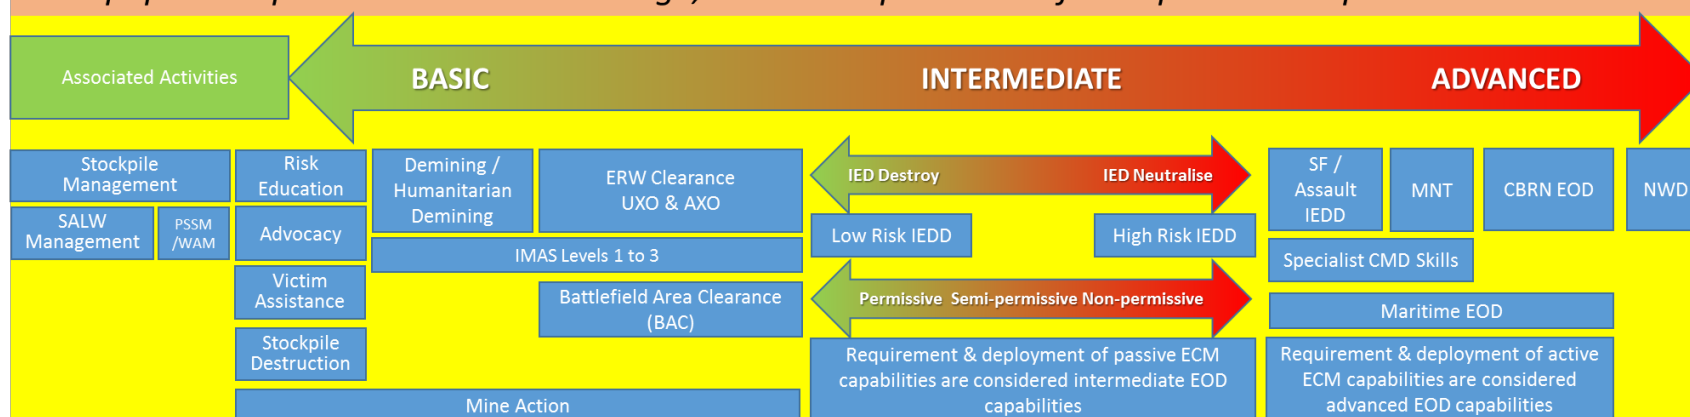 Associated Activities
BASIC
INTERMEDIATE
ADVANCED
Stockpile
Management
Risk
Education
Demining /
Humanitarian
Demining
ERW Clearance
UXO & AXO
IED Destroy
IED Neutralise
SF /
Assault
IEDD
MNT
CBRN EOD
NWD
SALW
Management
PSSM
/WAM
Advocacy
Low Risk IEDD
High Risk IEDD
IMAS Levels 1 to 3
Specialist CMD Skills
Victim
Assistance
Battlefield Area Clearance
(BAC)
Permissive Semi-permissive Non-permissive
Maritime EOD
Stockpile
Destruction
Requirement & deployment of passive ECM
capabilities are considered intermediate EOD
capabilities
Requirement & deployment of active
ECM capabilities are considered
advanced EOD capabilities
Mine Action